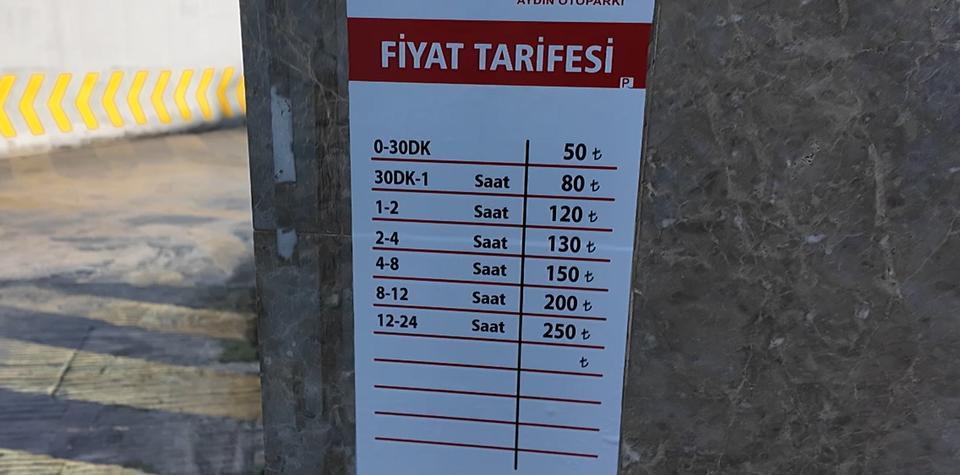 AYDIN OTOPARKI
FİYAT TARİFESİ
P
0-30DK 50 ₺
30DK-1 Saat 80 ₺
1-2 Saat 120 ₺
2-4 Saat 130 ₺
4-8 Saat 150 ₺
8-12 Saat 200 ₺
12-24 Saat 250 ₺
₺